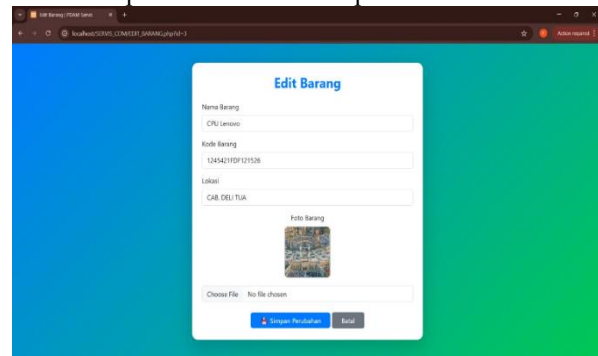 Edit Barang | PDAM Servis
localhost/SERVIS_COM/EDIT_BARANG.php?id=3
Edit Barang
Nama Barang
CPU Lenovo
Kode Barang
1245421FDF121526
Lokasi
CAB. DELI TUA
Foto Barang
Choose File No file chosen
Simpan Perubahan Batal